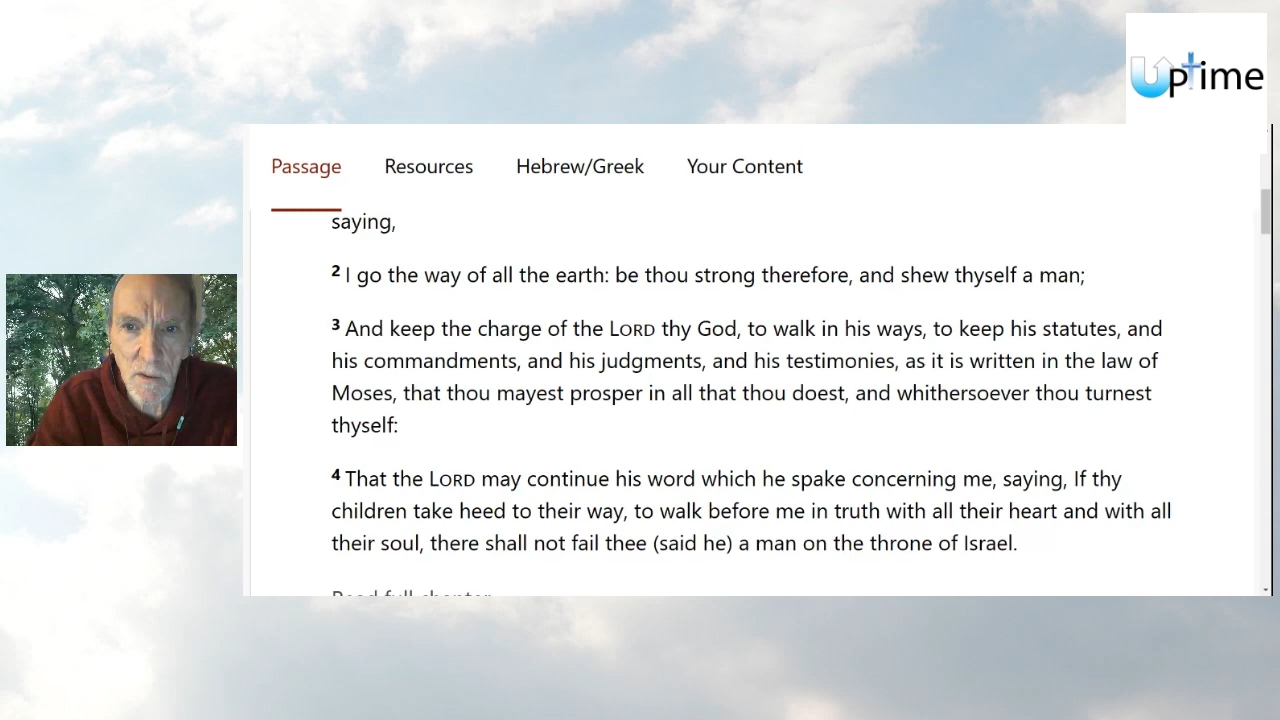 Uptime
Passage Resources Hebrew/Greek Your Content
saying,
2 I go the way of all the earth: be thou strong therefore, and shew thyself a man;
3 And keep the charge of the LORD thy God, to walk in his ways, to keep his statutes, and
his commandments, and his judgments, and his testimonies, as it is written in the law of
Moses, that thou mayest prosper in all that thou doest, and whithersoever thou turnest
thyself:
4 That the LORD may continue his word which he spake concerning me, saying, If thy
children take heed to their way, to walk before me in truth with all their heart and with all
their soul, there shall not fail thee (said he) a man on the throne of Israel.
Read full chapter